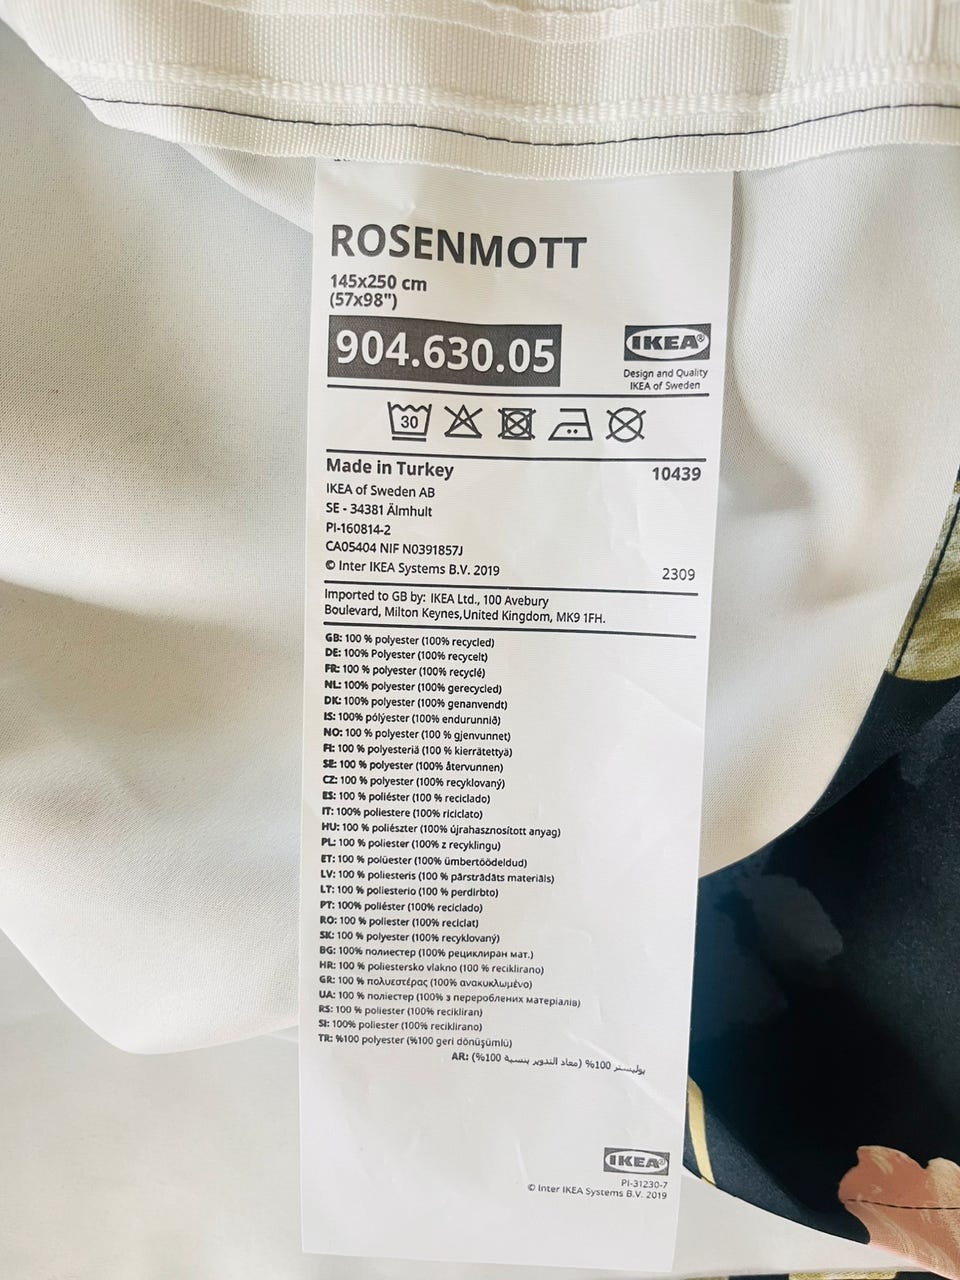 ROSENMOTT
145x250 cm
(57x98")
904.630.05
IKEA®
Design and Quality
IKEA of Sweden
30
Made in Turkey 10439
IKEA of Sweden AB
SE - 34381 Älmhult
PI-160814-2
CA05404 NIF N0391857J
© Inter IKEA Systems B.V. 2019 2309
Imported to GB by: IKEA Ltd., 100 Avebury
Boulevard, Milton Keynes,United Kingdom, MK9 1FH.
GB: 100 % polyester (100% recycled)
DE: 100% Polyester (100% recycelt)
FR: 100 % polyester (100% recyclé)
NL: 100% polyester (100% gerecycled)
DK: 100% polyester (100% genanvendt)
IS: 100% pólýester (100% endurunnið)
NO: 100 % polyester (100 % gjenvunnet)
FI: 100 % polyesteriä (100 % kierrätettyä)
SE: 100 % polyester (100% återvunnen)
CZ: 100 % polyester (100% recyklovaný)
ES: 100 % poliéster (100 % reciclado)
IT: 100% poliestere (100% riciclato)
HU: 100 % poliészter (100% újrahasznosított anyag)
PL: 100 % poliester (100% z recyklingu)
ET: 100 % polüester (100% ümbertöödeldud)
LV: 100 % poliesteris (100 % pārstrādāts materiāls)
LT: 100 % poliesterio (100 % perdirbto)
PT: 100% poliéster (100% reciclado)
RO: 100 % poliester (100% reciclat)
SK: 100 % polyester (100% recyklovaný)
BG: 100% полиестер (100% рециклиран мат.)
HR: 100 % poliestersko vlakno (100 % reciklirano)
GR: 100 % πολυεστέρας (100% ανακυκλωμένο)
UA: 100 % поліестер (100% з перероблених матеріалів)
RS: 100 % poliester (100% recikliran)
SI: 100% poliester (100% reciklirano)
TR: %100 polyester (%100 geri dönüşümlü)
AR: بوليستر 100% (معاد التدوير بنسبة 100%)
IKEA®
PI-31230-7
© Inter IKEA Systems B.V. 2019